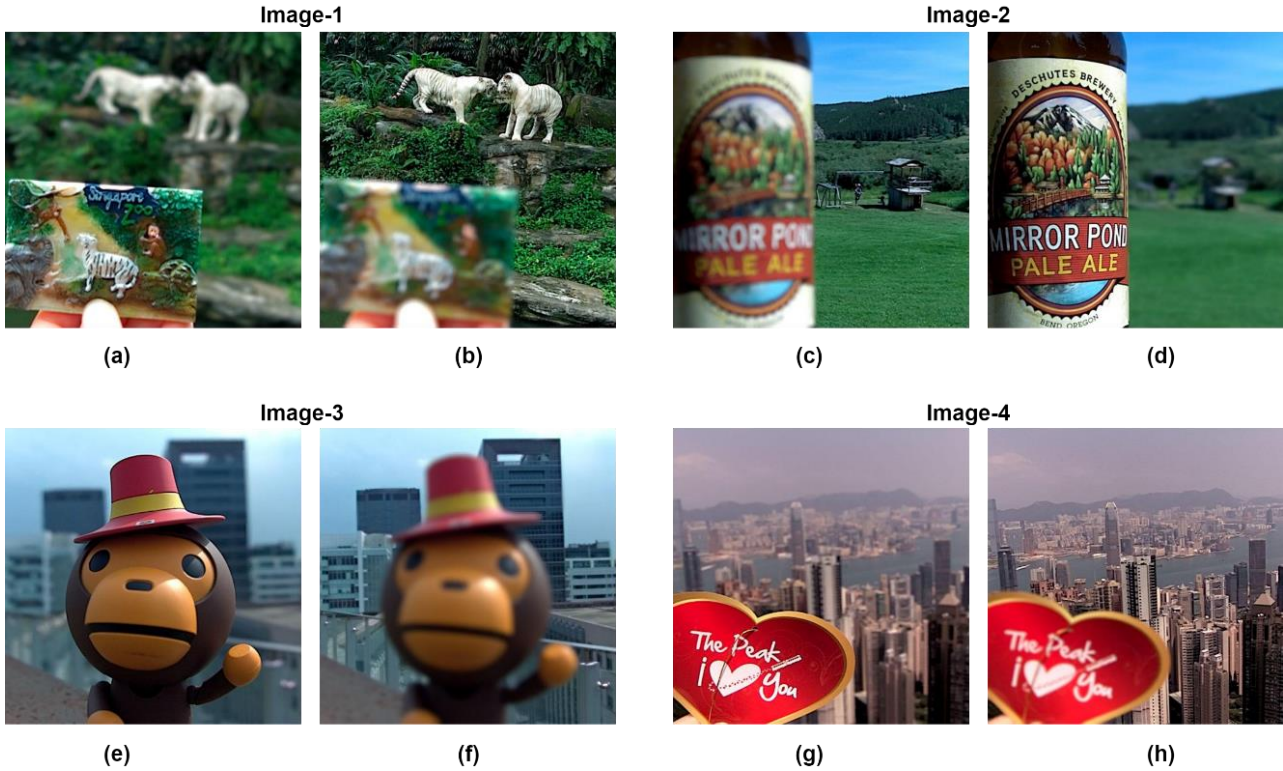 Image-1
Image-2
Singapore
ZOO
Singapore
DESCHUTES BREWERY
MIRROR POND
PALE ALE
MIRROR POND
PALE ALE
BEND, OREGON
(a)
(b)
(c)
(d)
Image-3
Image-4
The Peak
i
You
The Peak
i
You
(e)
(f)
(g)
(h)